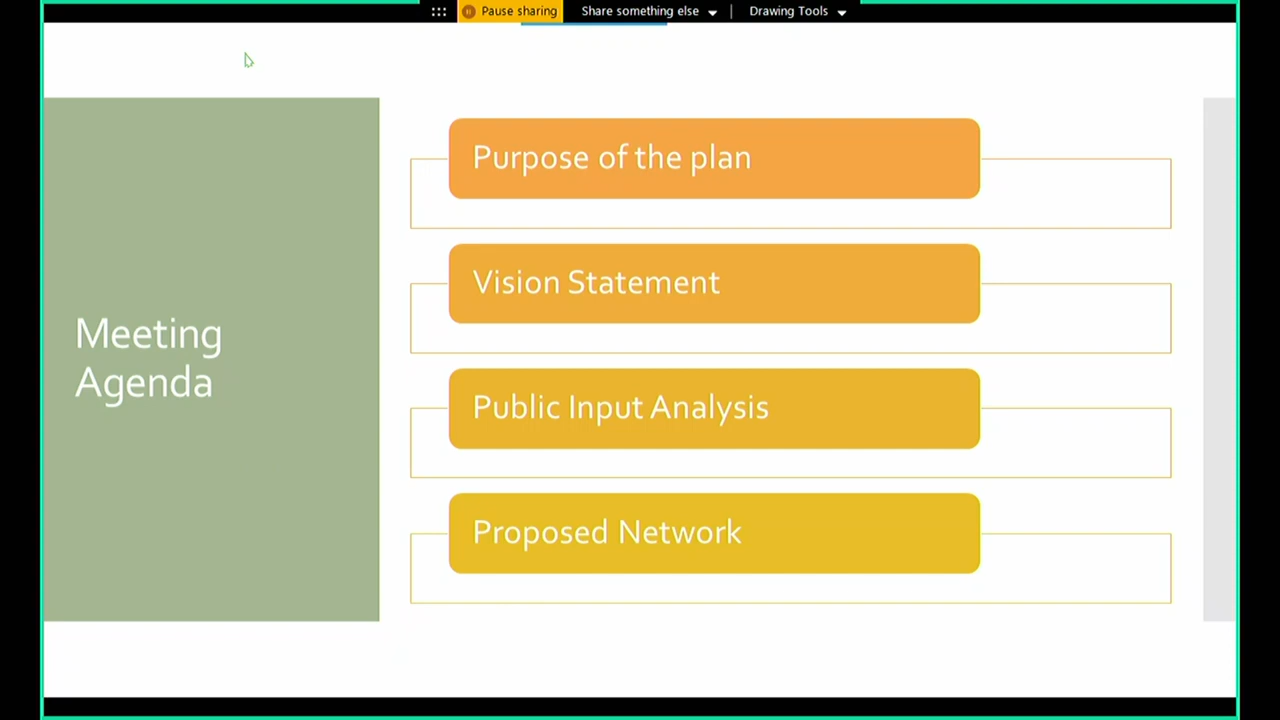 Pause sharing
Share something else
Drawing Tools
Meeting
Agenda
Purpose of the plan
Vision Statement
Public Input Analysis
Proposed Network